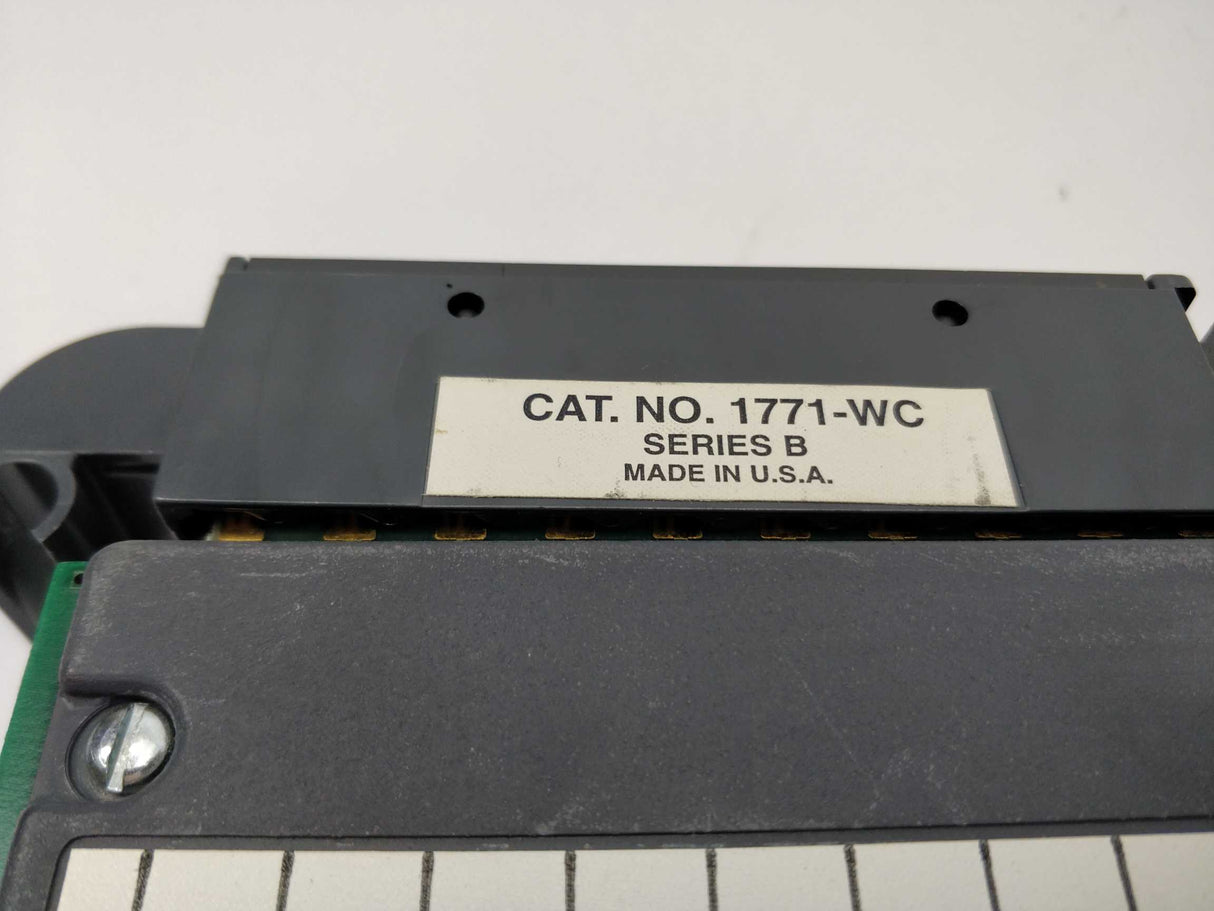 CAT. NO. 1771-WC
SERIES B
MADE IN U.S.A.